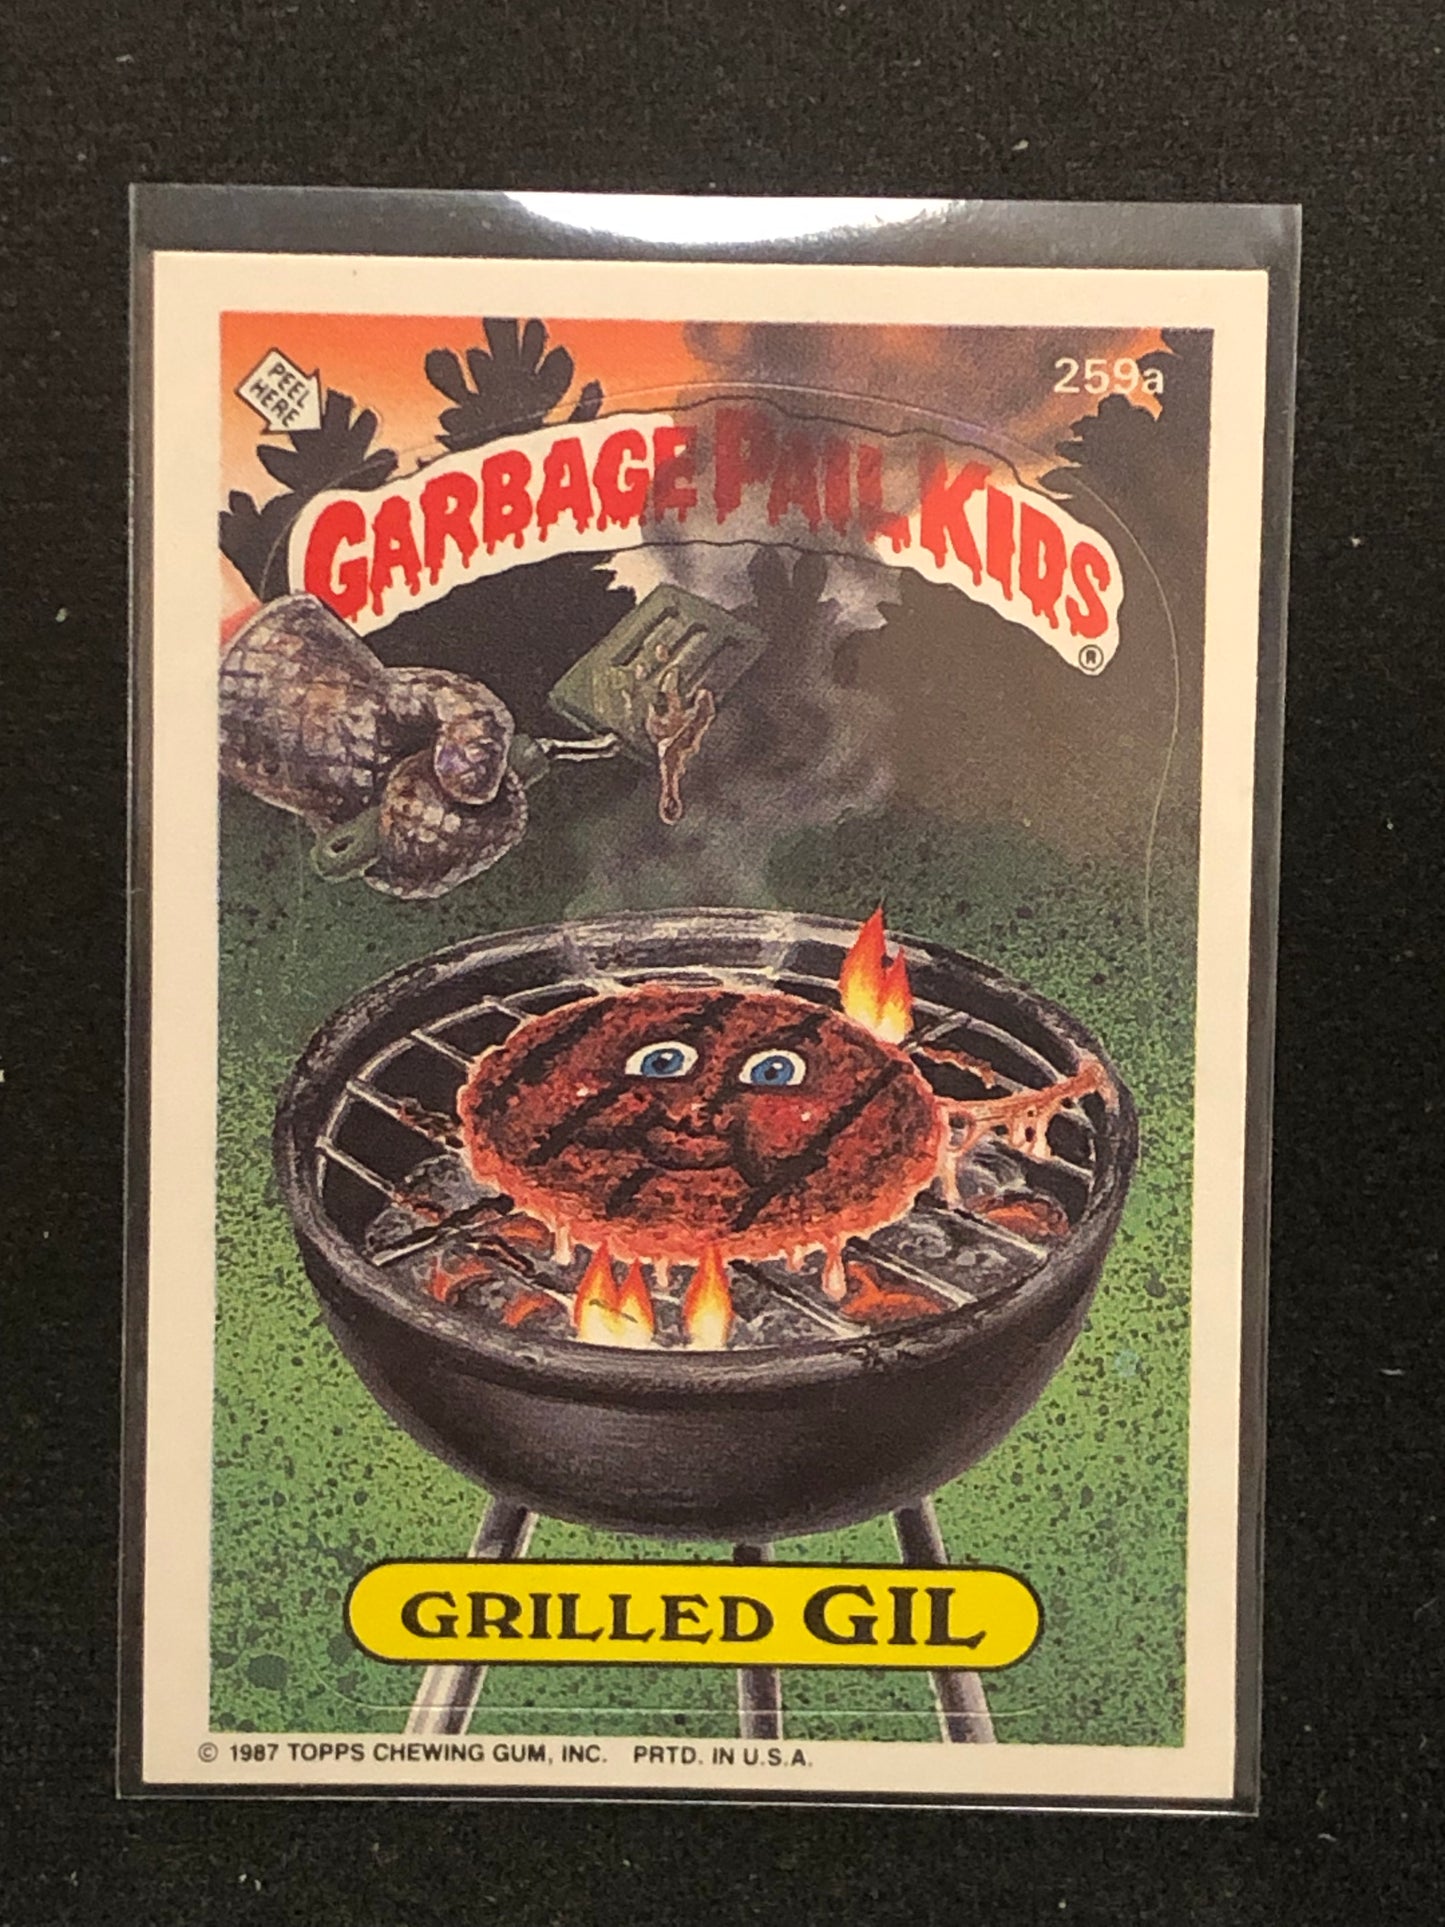 PEEL
HERE
259a
GARBAGE PAIL KIDS
®
GRILLED GIL
© 1987 TOPPS CHEWING GUM, INC. PRTD. IN U.S.A.